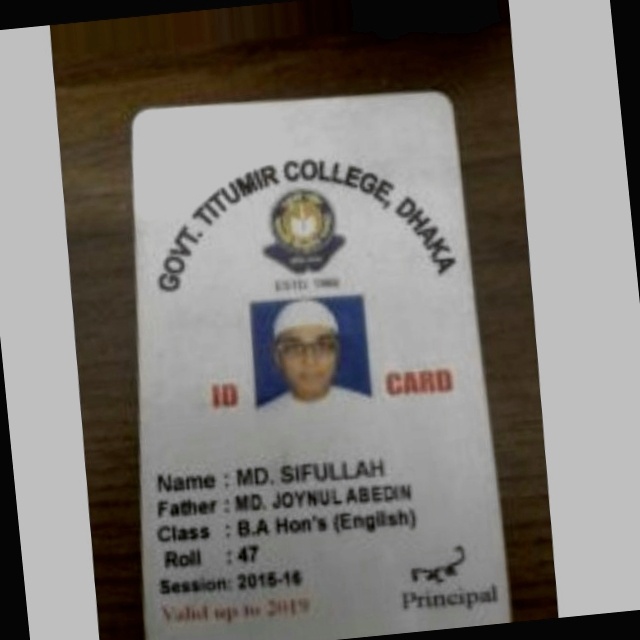 GOVT. TITUMIR COLLEGE, DHAKA
ESTD. 1968
ID CARD
Name : MD. SIFULLAH
Father : MD. JOYNUL ABEDIN
Class : B.A Hon's (English)
Roll : 47
Session: 2015-16
Valid up to 2019
Principal